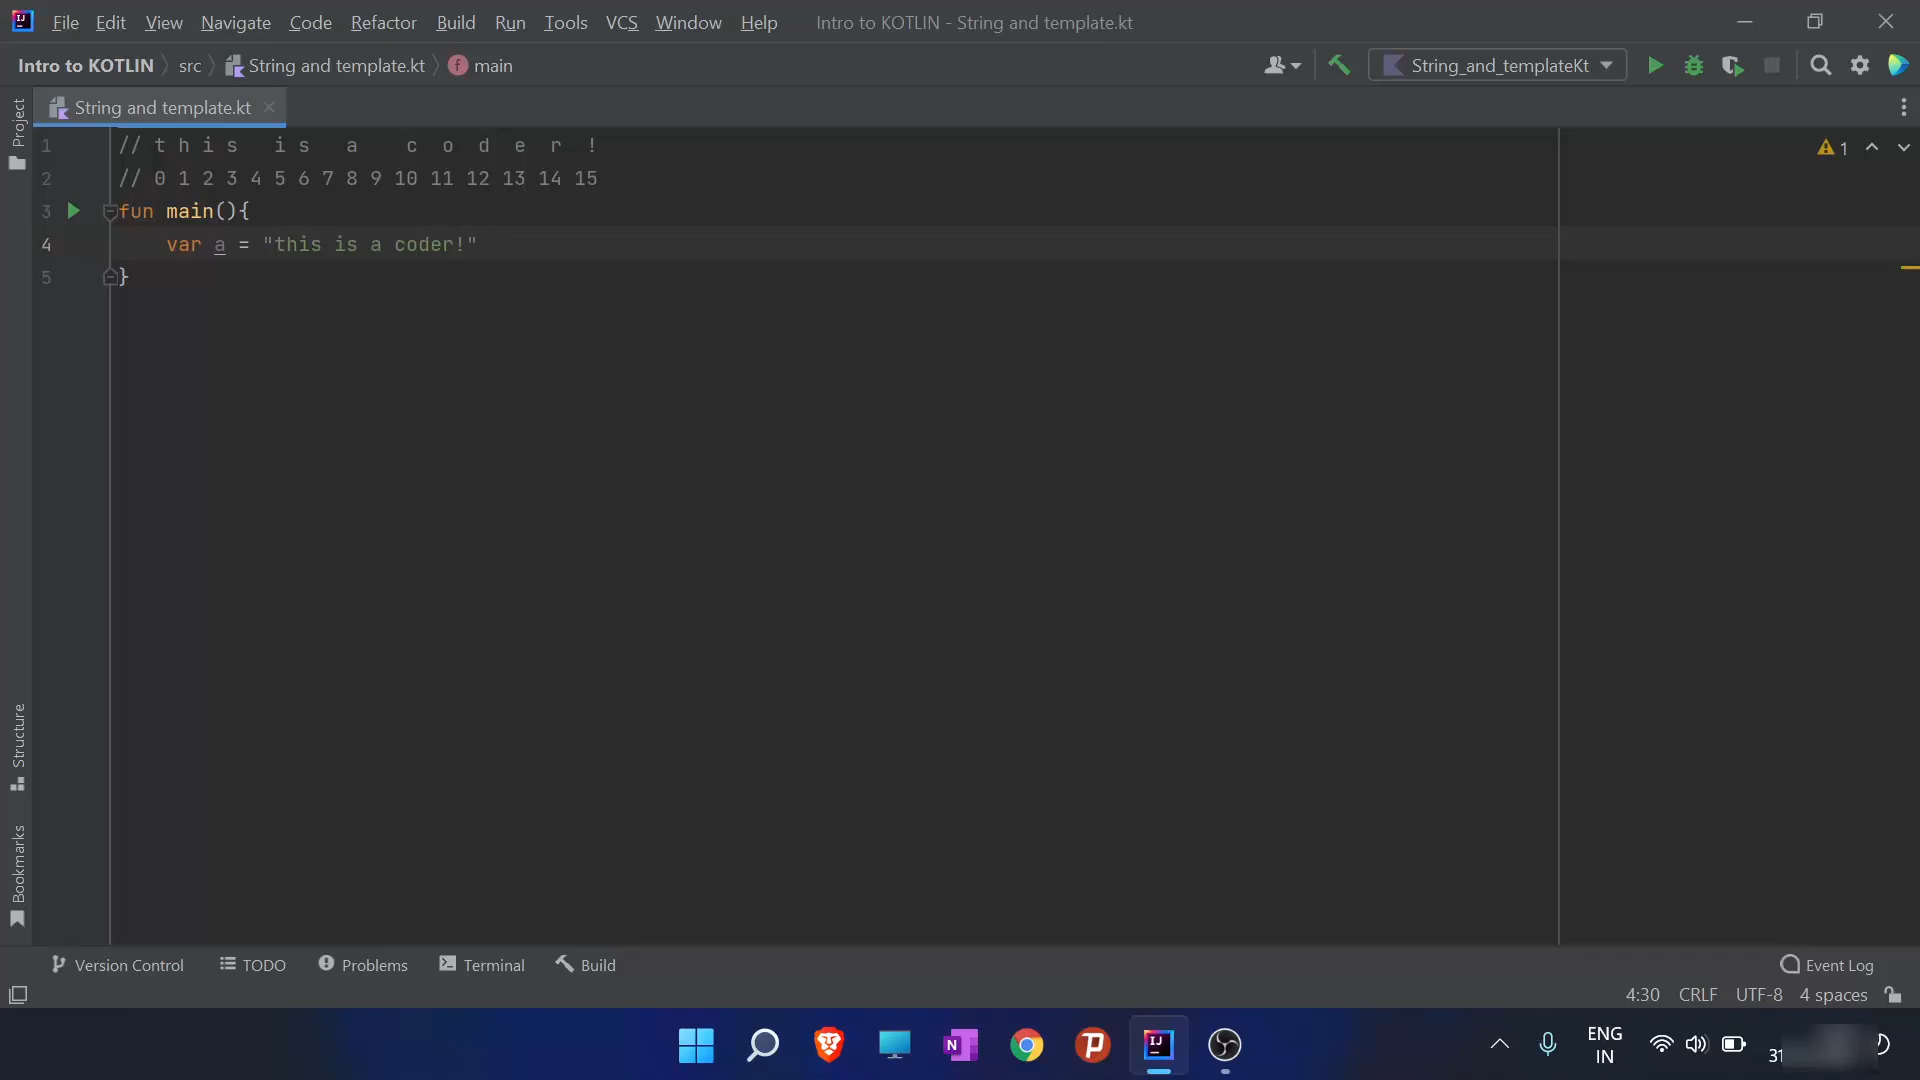 File Edit View Navigate Code Refactor Build Run Tools VCS Window Help Intro to KOTLIN - String and template.kt
Intro to KOTLIN src String and template.kt main String_and_templateKt
String and template.kt
Project
1 // t h i s   i s   a    c  o  d  e  r  !
1
2 // 0 1 2 3 4 5 6 7 8 9 10 11 12 13 14 15
3 fun main(){
4     var a = "this is a coder!"
5 }
Structure
Bookmarks
Version Control TODO Problems Terminal Build Event Log
4:30 CRLF UTF-8 4 spaces
ENG
IN
31